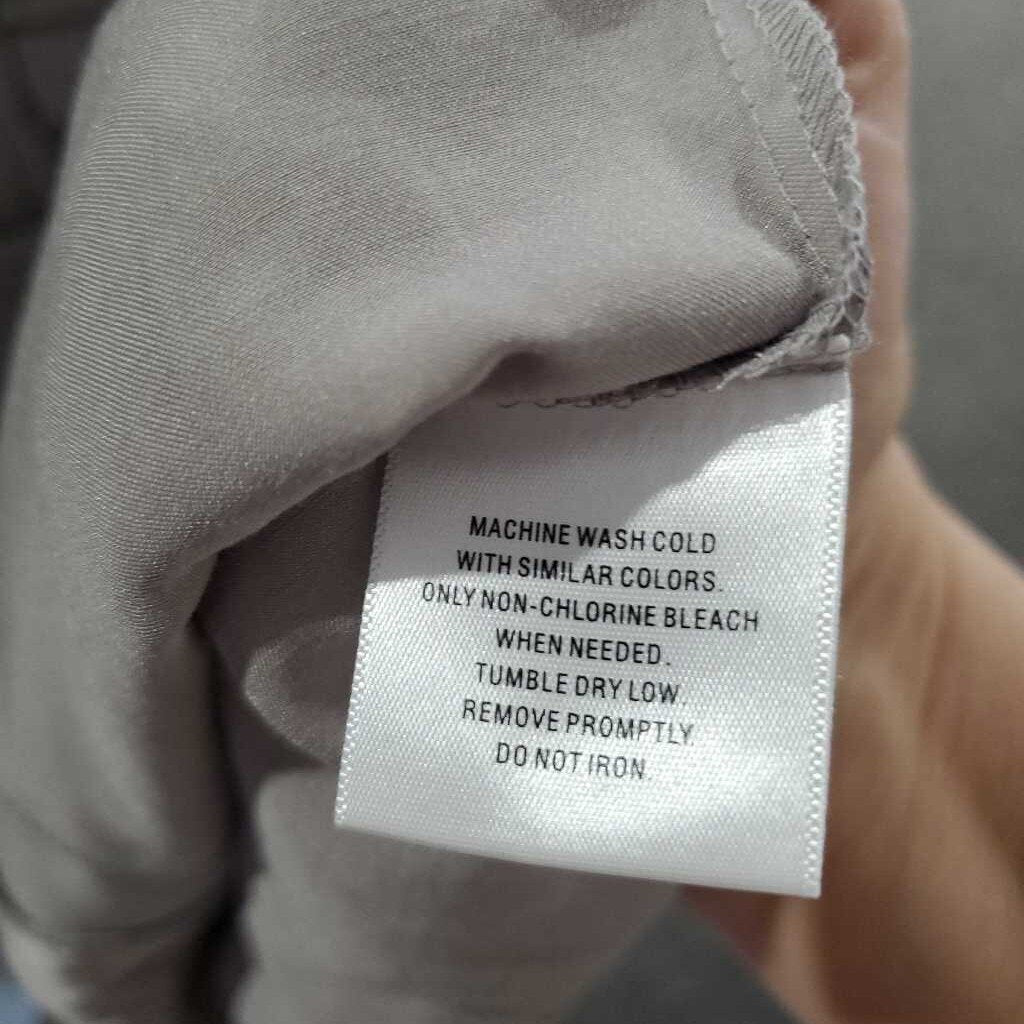 MACHINE WASH COLD
WITH SIMILAR COLORS.
ONLY NON-CHLORINE BLEACH
WHEN NEEDED.
TUMBLE DRY LOW.
REMOVE PROMPTLY.
DO NOT IRON.